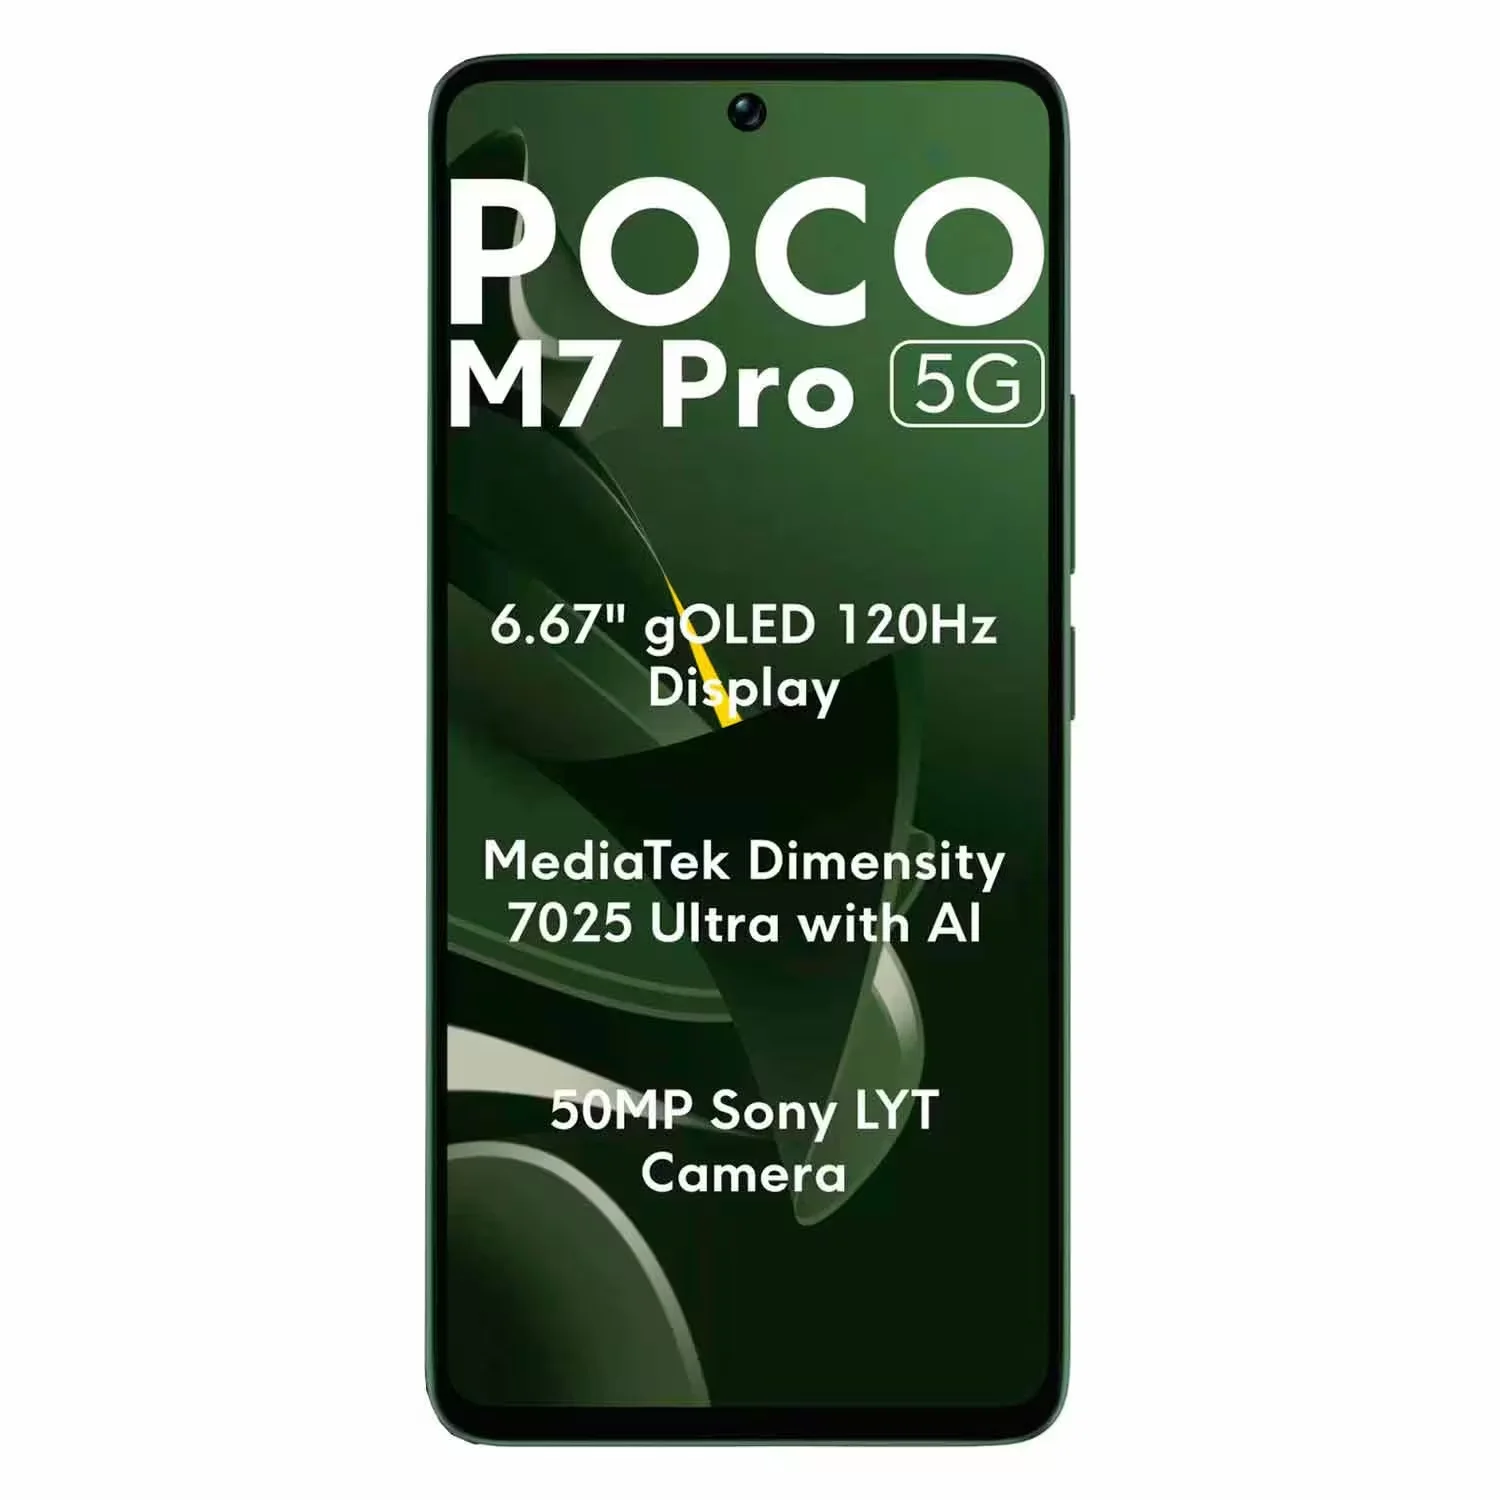 POCO
M7 Pro 5G
6.67" gOLED 120Hz
Display
MediaTek Dimensity
7025 Ultra with AI
50MP Sony LYT
Camera